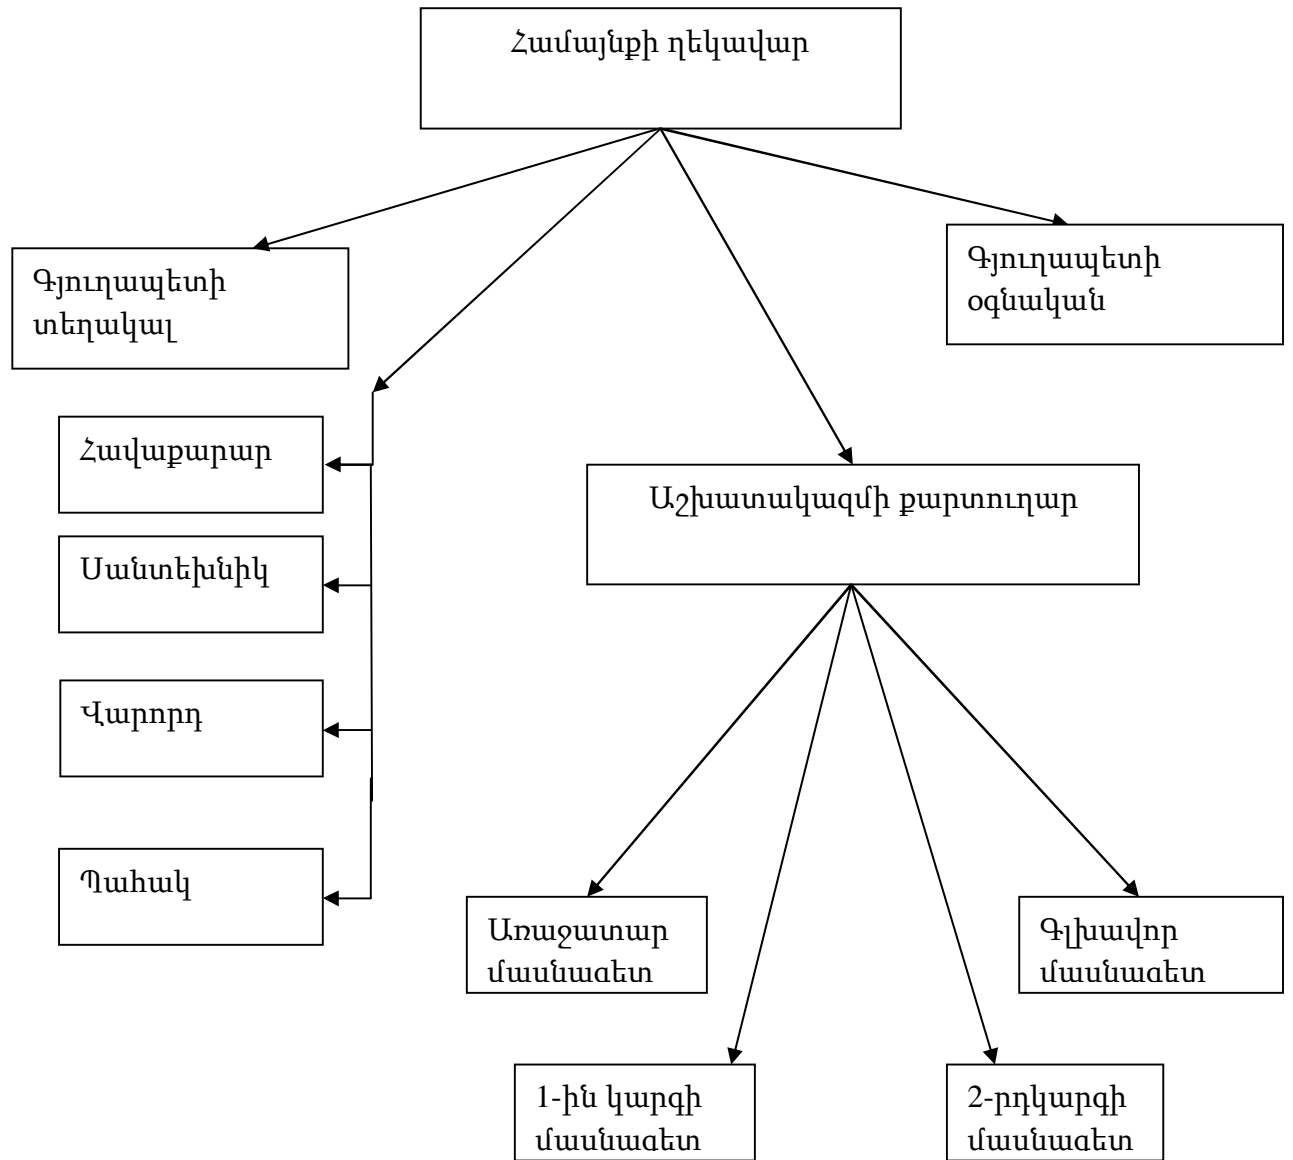 Համայնքի ղեկավար
Գյուղապետի
տեղակալ
Գյուղապետի
օգնական
Հավաքարար
Աշխատակազմի քարտուղար
Սանտեխնիկ
Վարորդ
Պահակ
Առաջատար
մասնագետ
Գլխավոր
մասնագետ
1-ին կարգի
մասնագետ
2-րդկարգի
մասնագետ